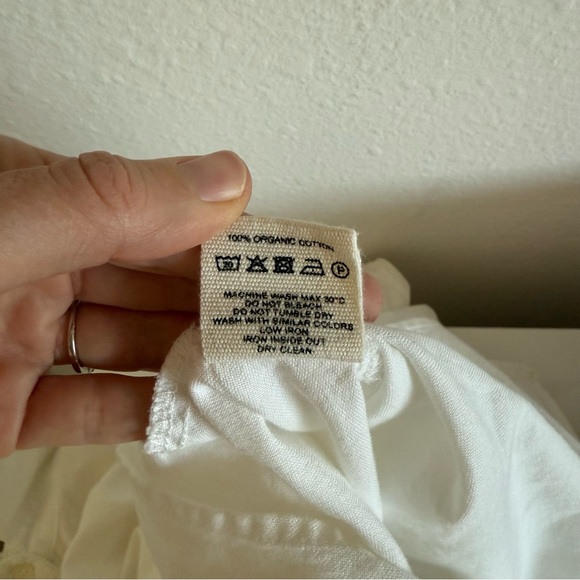 100% ORGANIC COTTON
30 P
MACHINE WASH MAX 30°C
DO NOT BLEACH
DO NOT TUMBLE DRY
WASH WITH SIMILAR COLORS
LOW IRON
IRON INSIDE OUT
DRY CLEAN